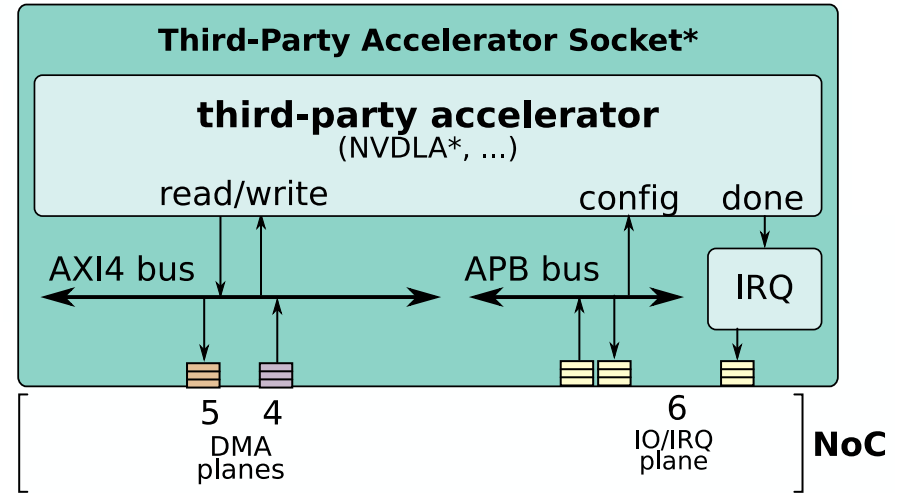 Third-Party Accelerator Socket*
third-party accelerator
(NVDLA*, ...)
read/write
config
done
AXI4 bus
APB bus
IRQ
5
4
6
DMA
planes
IO/IRQ
plane
NoC